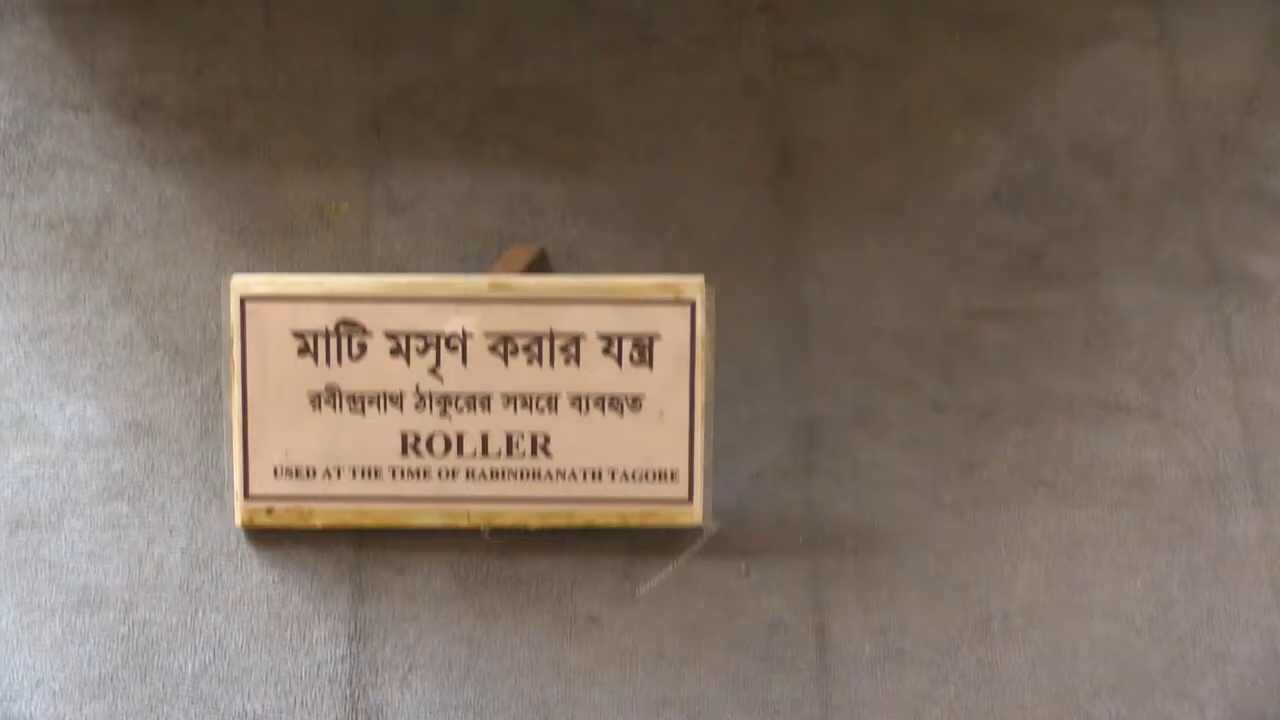 মাটি মসৃণ করার যন্ত্র
রবীন্দ্রনাথ ঠাকুরের সময়ে ব্যবহৃত
ROLLER
USED AT THE TIME OF RABINDRANATH TAGORE